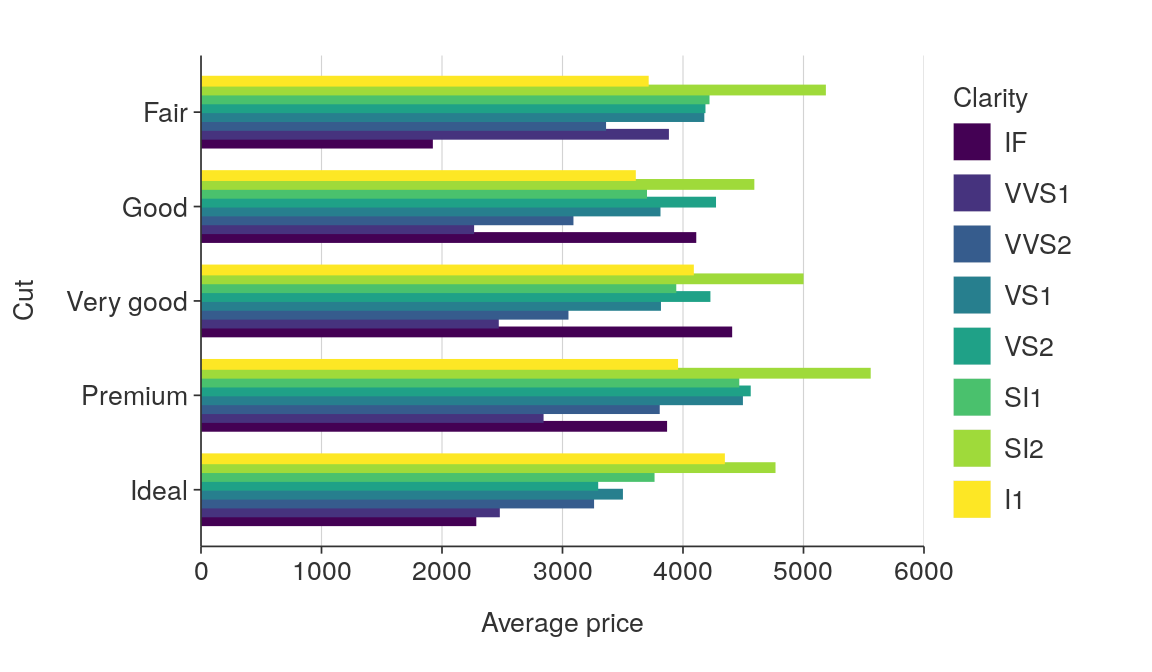 Fair
Good
Very good
Premium
Ideal
Cut
0 1000 2000 3000 4000 5000 6000
Average price
Clarity
IF
VVS1
VVS2
VS1
VS2
SI1
SI2
I1